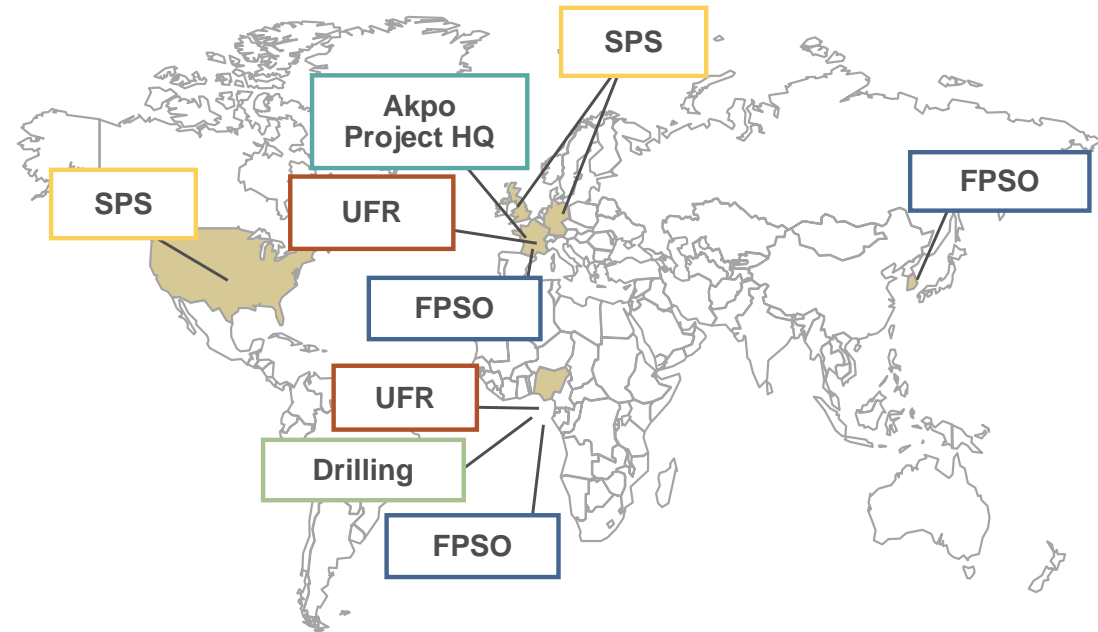 SPS
Akpo
Project HQ
FPSO
SPS
UFR
FPSO
UFR
Drilling
FPSO